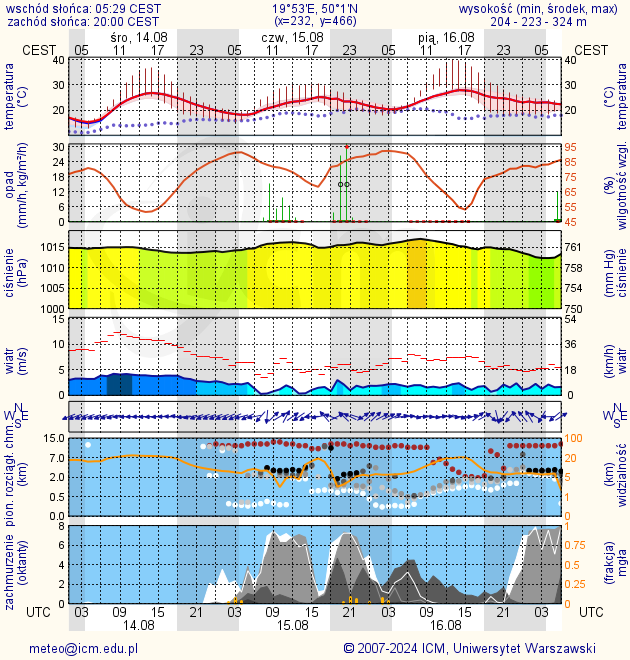 wschód słońca: 05:29 CEST 19°53'E, 50°1'N wysokość (min, środek, max)
zachód słońca: 20:00 CEST (x=232, y=466) 204 - 223 - 324 m
śro, 14.08 czw, 15.08 pią, 16.08
CEST 05 11 17 23 05 11 17 23 05 11 17 23 05 CEST
temperatura (°C)
40
30
20
temperatura (°C)
40
30
20
opad (mm/h, kg/m²/h)
30
24
18
12
6
0
wilgotność wzgl. (%)
95
85
75
65
55
45
ciśnienie (hPa)
1015
1010
1005
1000
ciśnienie (mm Hg)
761
758
754
750
wiatr (m/s)
15
10
5
0
wiatr (km/h)
54
36
18
0
N
W E
S
N
W E
S
pion. rozciągł. chm. (km)
15.0
7.0
2.0
0.5
0.0
widzialność (km)
100
20
5
1
0
zachmurzenie (oktanty)
8
6
4
2
0
mgła (frakcja)
1
0.75
0.5
0.25
0
UTC 03 09 15 21 03 09 15 21 03 09 15 21 03 UTC
14.08 15.08 16.08
meteo@icm.edu.pl © 2007-2024 ICM, Uniwersytet Warszawski